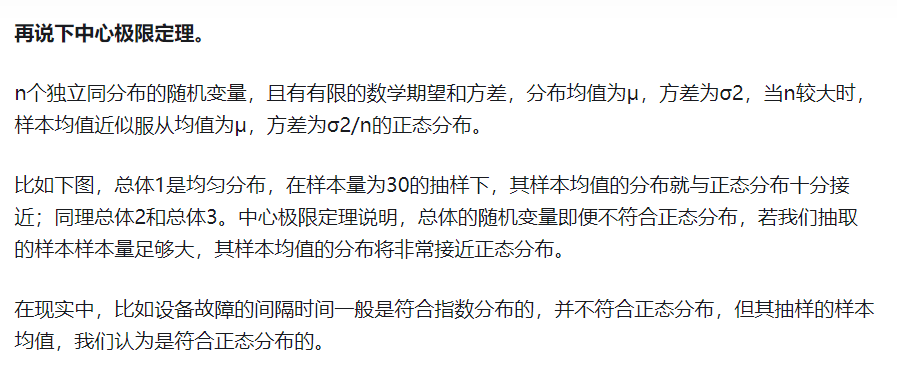 再说下中心极限定理。
n个独立同分布的随机变量，且有有限的数学期望和方差，分布均值为μ，方差为σ2，当n较大时，
样本均值近似服从均值为μ，方差为σ2/n的正态分布。
比如下图，总体1是均匀分布，在样本量为30的抽样下，其样本均值的分布就与正态分布十分接
近；同理总体2和总体3。中心极限定理说明，总体的随机变量即便不符合正态分布，若我们抽取
的样本样本量足够大，其样本均值的分布将非常接近正态分布。
在现实中，比如设备故障的间隔时间一般是符合指数分布的，并不符合正态分布，但其抽样的样本
均值，我们认为是符合正态分布的。